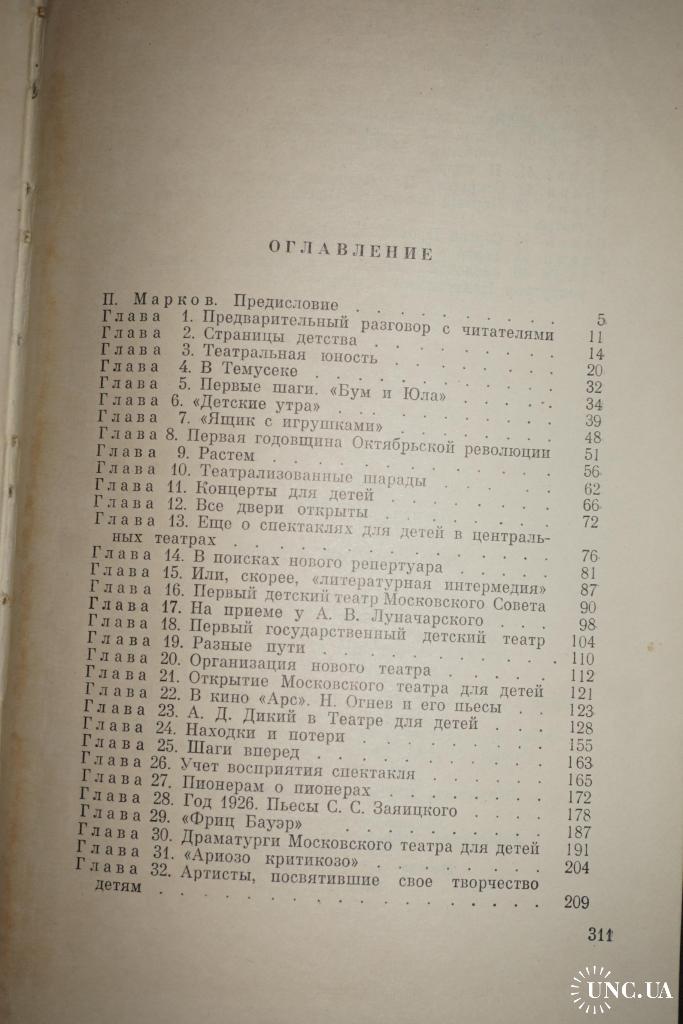 ОГЛАВЛЕНИЕ
П. Марков. Предисловие . . . . . . . . . 5
Глава 1. Предварительный разговор с читателями 11
Глава 2. Страницы детства . . . . . . . . 14
Глава 3. Театральная юность . . . . . . . 20
Глава 4. В Темусеке . . . . . . . . . . 32
Глава 5. Первые шаги. «Бум и Юла» . . . . 34
Глава 6. «Детские утра» . . . . . . . . . 39
Глава 7. «Ящик с игрушками» . . . . . . . 48
Глава 8. Первая годовщина Октябрьской революции 51
Глава 9. Растем . . . . . . . . . . . 56
Глава 10. Театрализованные шарады . . . . . 62
Глава 11. Концерты для детей . . . . . . . 66
Глава 12. Все двери открыты . . . . . . . 72
Глава 13. Еще о спектаклях для детей в централь-
ных театрах . . . . . . . . . . . . 76
Глава 14. В поисках нового репертуара . . . . 81
Глава 15. Или, скорее, «литературная интермедия» 87
Глава 16. Первый детский театр Московского Совета 90
Глава 17. На приеме у А. В. Луначарского . . . 98
Глава 18. Первый государственный детский театр 104
Глава 19. Разные пути . . . . . . . . . 110
Глава 20. Организация нового театра . . . . . 112
Глава 21. Открытие Московского театра для детей 121
Глава 22. В кино «Арс». Н. Огнев и его пьесы . . 123
Глава 23. А. Д. Дикий в Театре для детей . . . 128
Глава 24. Находки и потери . . . . . . . . 155
Глава 25. Шаги вперед . . . . . . . . . 163
Глава 26. Учет восприятия спектакля . . . . . 165
Глава 27. Пионерам о пионерах . . . . . . . 172
Глава 28. Год 1926. Пьесы С. С. Заяицкого . . . 178
Глава 29. «Фриц Бауэр» . . . . . . . . . 187
Глава 30. Драматурги Московского театра для детей 191
Глава 31. «Ариозо критикозо» . . . . . . . 204
Глава 32. Артисты, посвятившие свое творчество
детям . . . . . . . . . . . . . . . 209
311
UNC.UA